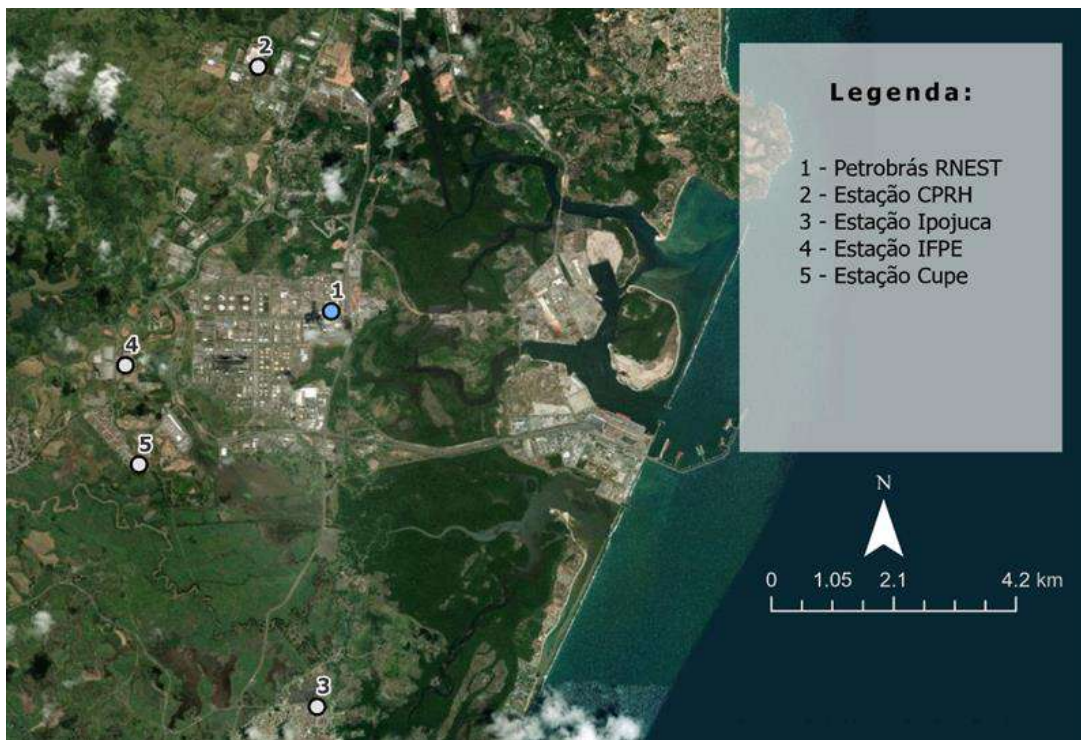 2
Legenda:
1 - Petrobrás RNEST
2 - Estação CPRH
3 - Estação Ipojuca
4 - Estação IFPE
5 - Estação Cupe
1
4
5
N
0 1.05 2.1 4.2 km
3